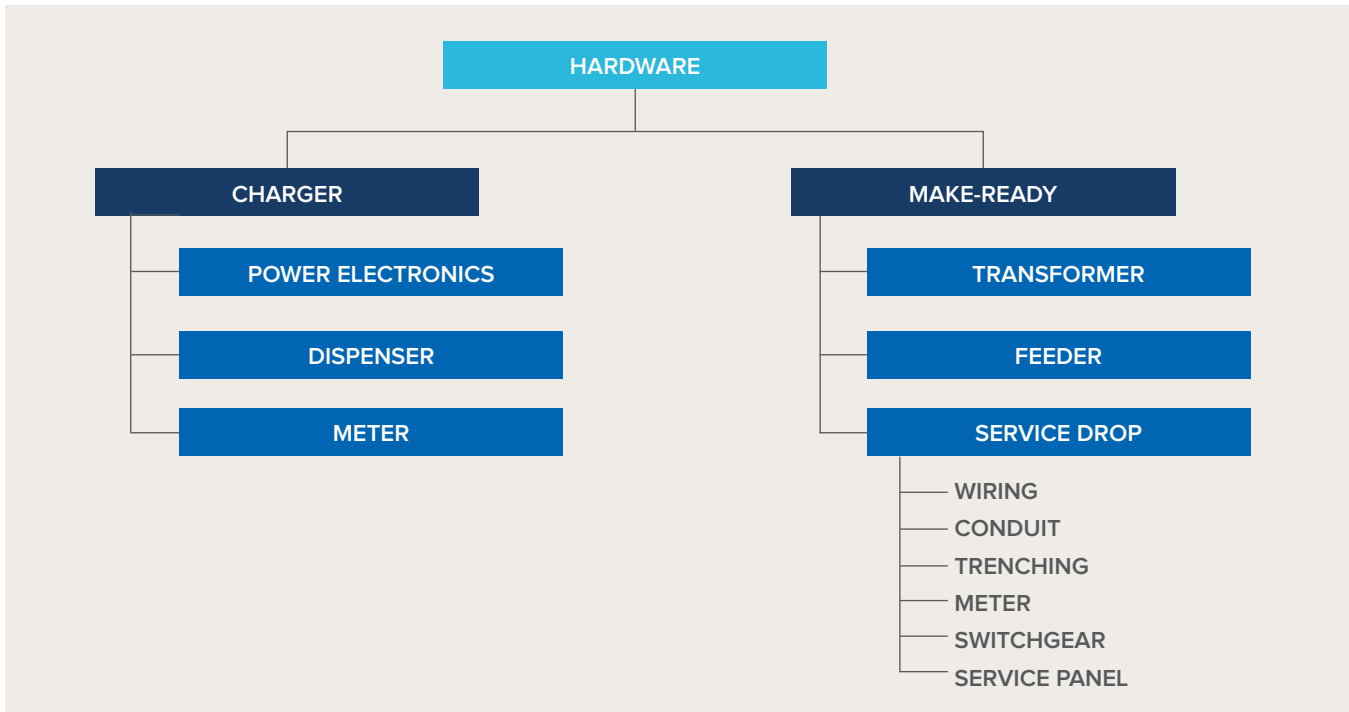 HARDWARE
CHARGER
POWER ELECTRONICS
DISPENSER
METER
MAKE-READY
TRANSFORMER
FEEDER
SERVICE DROP
WIRING
CONDUIT
TRENCHING
METER
SWITCHGEAR
SERVICE PANEL